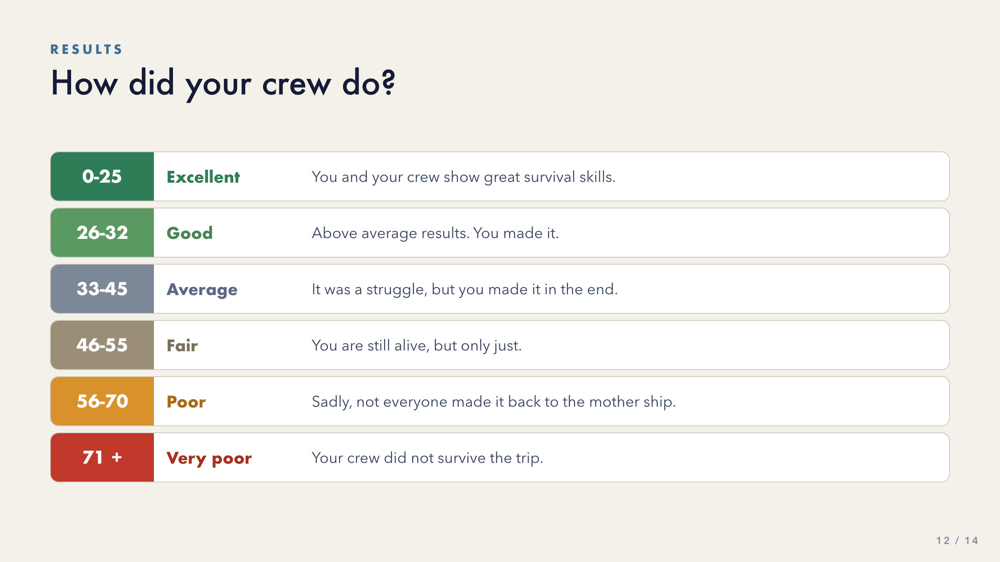 RESULTS
How did your crew do?
0-25 Excellent You and your crew show great survival skills.
26-32 Good Above average results. You made it.
33-45 Average It was a struggle, but you made it in the end.
46-55 Fair You are still alive, but only just.
56-70 Poor Sadly, not everyone made it back to the mother ship.
71 + Very poor Your crew did not survive the trip.
12 / 14